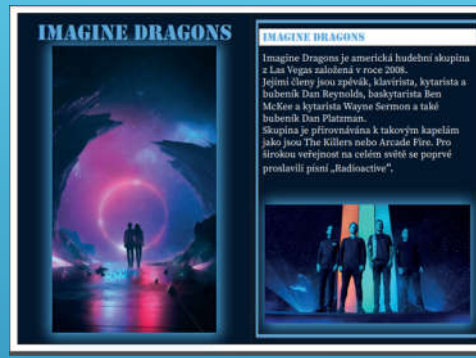 IMAGINE DRAGONS
IMAGINE DRAGONS
Imagine Dragons je americká hudební skupina
z Las Vegas založená v roce 2008.
Jejími členy jsou zpěvák, klavírista, kytarista a
bubeník Dan Reynolds, baskytarista Ben
McKee a kytarista Wayne Sermon a také
bubeník Dan Platzman.
Skupina je přirovnávána k takovým kapelám
jako jsou The Killers nebo Arcade Fire. Pro
širokou veřejnost na celém světě se poprvé
proslavili písní „Radioactive“.